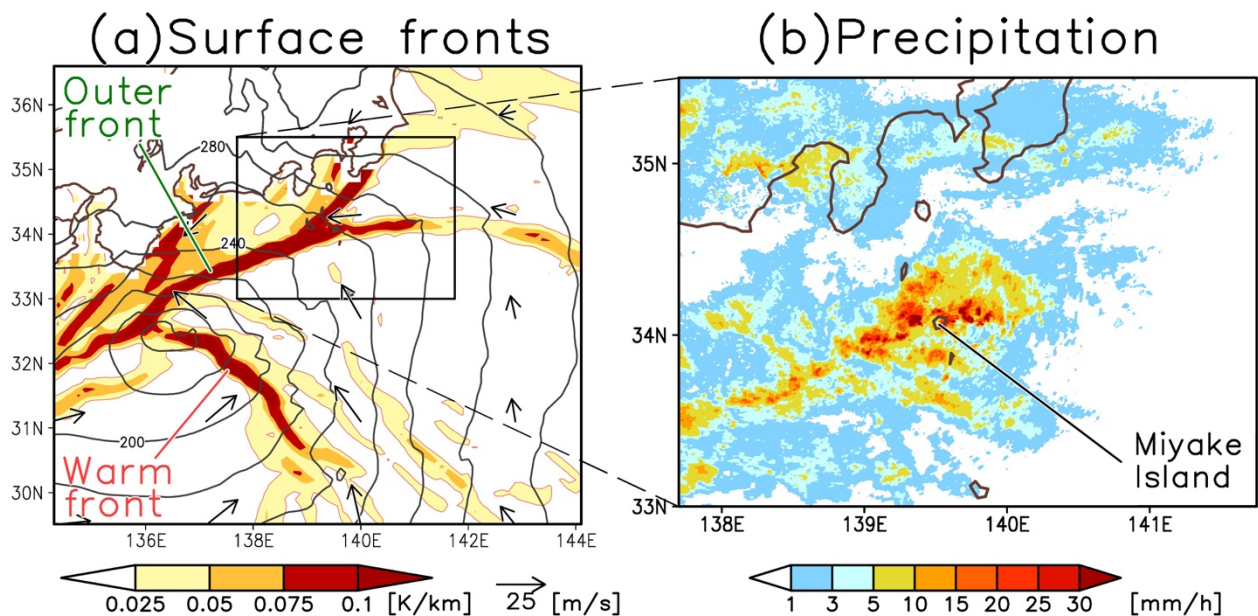 (a)Surface fronts
(b)Precipitation
36N
35N
34N
33N
32N
31N
30N
Outer
front
280
240
200
Warm
front
136E
138E
140E
142E
144E
0.025
0.05
0.075
0.1
[K/km]
25
[m/s]
35N
34N
33N
Miyake
Island
138E
139E
140E
141E
1
3
5
10
15
20
25
30
[mm/h]